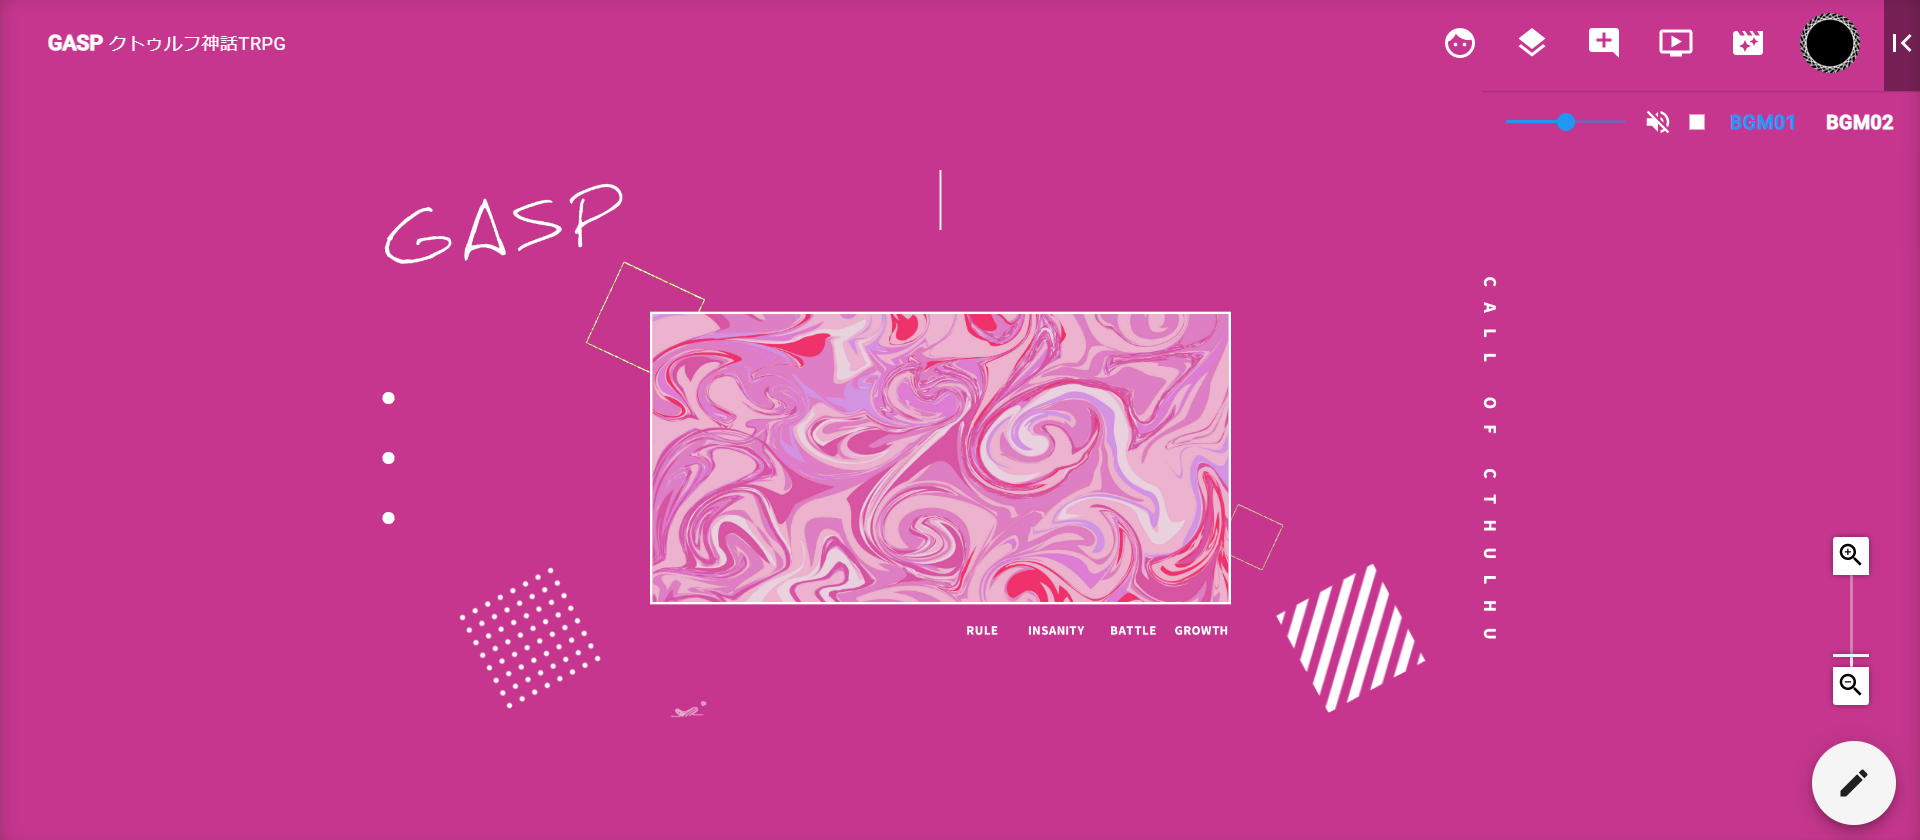 GASP クトゥルフ神話TRPG
BGM01 BGM02
GASP
CALL OF CTHULHU
RULE INSANITY BATTLE GROWTH